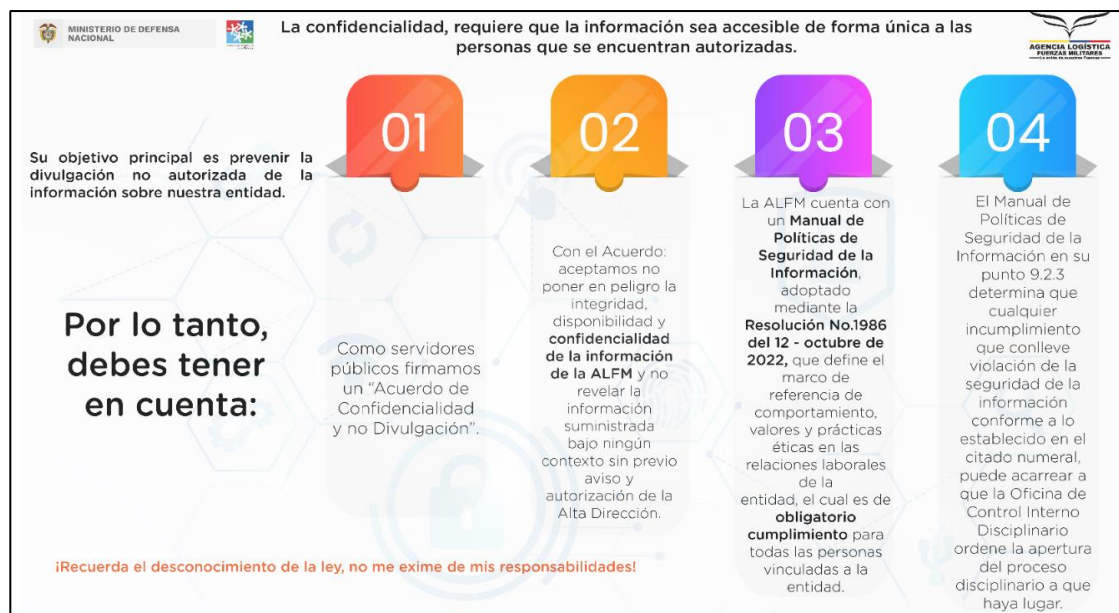 MINISTERIO DE DEFENSA
NACIONAL
La confidencialidad, requiere que la información sea accesible de forma única a las
personas que se encuentran autorizadas.
AGENCIA LOGÍSTICA
FUERZAS MILITARES
Su objetivo principal es prevenir la
divulgación no autorizada de la
información sobre nuestra entidad.
Por lo tanto,
debes tener
en cuenta:
01
Como servidores
públicos firmamos
un “Acuerdo de
Confidencialidad
y no Divulgación”.
02
Con el Acuerdo:
aceptamos no
poner en peligro la
integridad,
disponibilidad y
confidencialidad
de la información
de la ALFM y no
revelar la
información
suministrada
bajo ningún
contexto sin previo
aviso y
autorización de la
Alta Dirección.
03
La ALFM cuenta con
un Manual de
Políticas de
Seguridad de la
Información,
adoptado
mediante la
Resolución No.1986
del 12 - octubre de
2022, que define el
marco de
referencia de
comportamiento,
valores y prácticas
éticas en las
relaciones laborales
de la
entidad, el cual es de
obligatorio
cumplimiento para
todas las personas
vinculadas a la
entidad.
04
El Manual de
Políticas de
Seguridad de la
Información en su
punto 9.2.3
determina que
cualquier
incumplimiento
que conlleve
violación de la
seguridad de la
información
conforme a lo
establecido en el
citado numeral,
puede acarrear a
que la Oficina de
Control Interno
Disciplinario
ordene la apertura
del proceso
disciplinario a que
haya lugar.
¡Recuerda el desconocimiento de la ley, no me exime de mis responsabilidades!